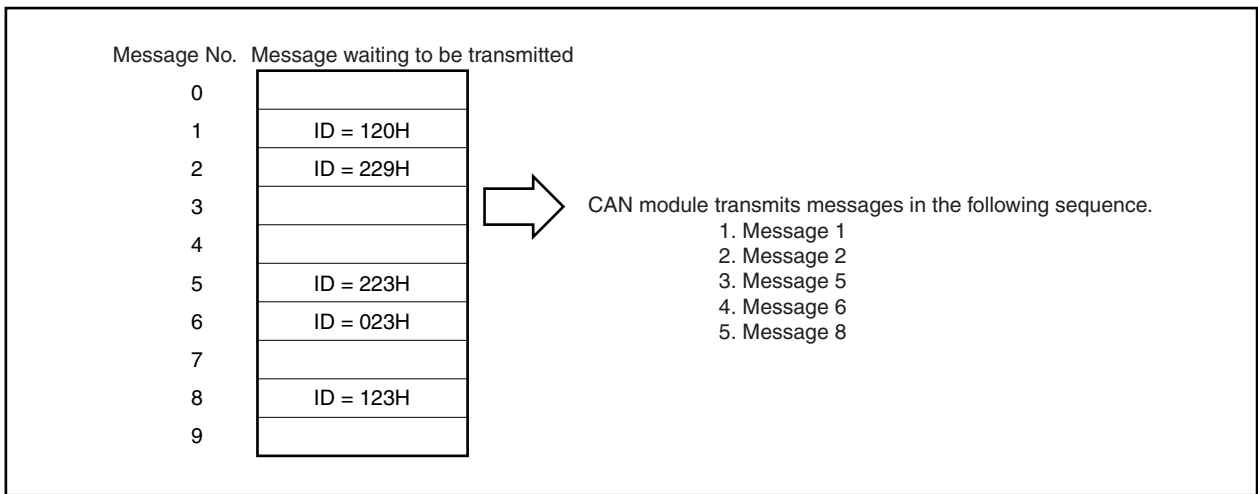 Message No. Message waiting to be transmitted
0
1 ID = 120H
2 ID = 229H
3
4
5 ID = 223H
6 ID = 023H
7
8 ID = 123H
9
CAN module transmits messages in the following sequence.
1. Message 1
2. Message 2
3. Message 5
4. Message 6
5. Message 8